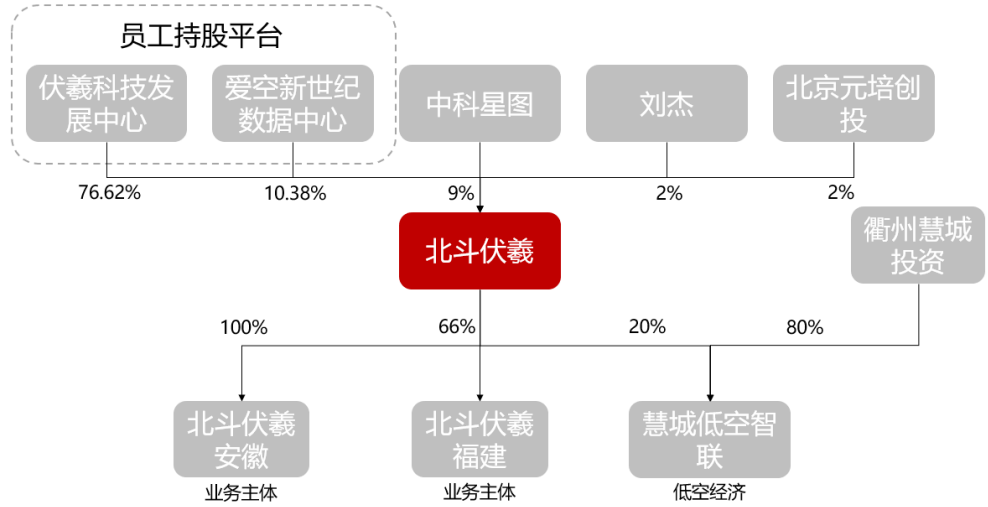 员工持股平台
伏羲科技发
展中心
爱空新世纪
数据中心
中科星图
刘杰
北京元培创
投
76.62%
10.38%
9%
2%
2%
北斗伏羲
衢州慧城
投资
100%
66%
20%
80%
北斗伏羲
安徽
北斗伏羲
福建
慧城低空智
联
业务主体
业务主体
低空经济